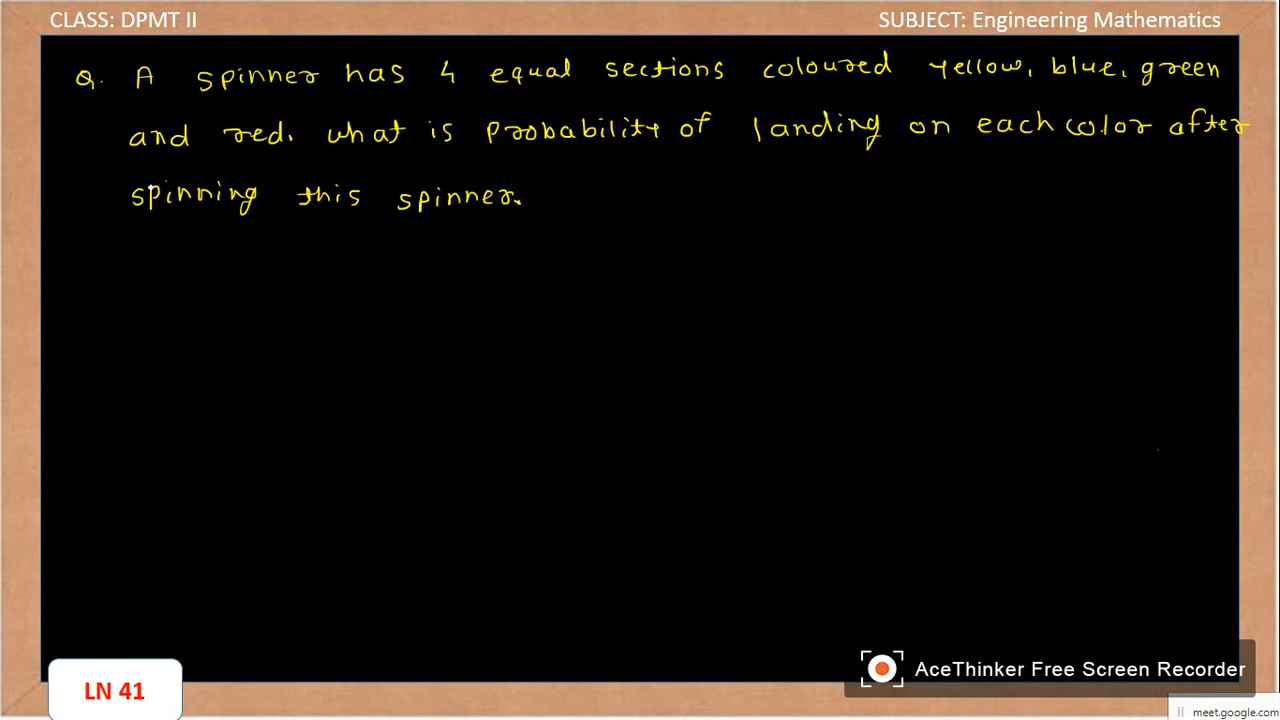 CLASS: DPMT II
SUBJECT: Engineering Mathematics
Q. A spinner has 4 equal sections coloured yellow, blue, green
and red. what is probability of landing on each color after
spinning this spinner.
LN 41
AceThinker Free Screen Recorder
meet.google.com